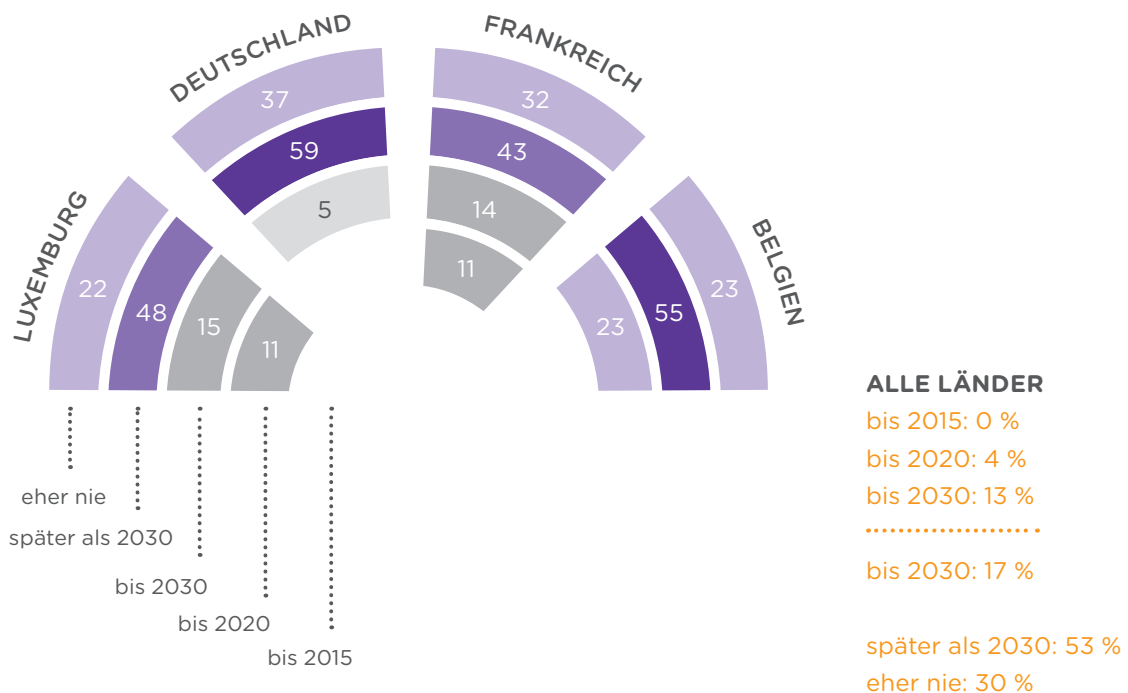 DEUTSCHLAND
FRANKREICH
LUXEMBURG
BELGIEN
37
59
5
32
43
14
11
22
48
15
11
23
55
23
eher nie
später als 2030
bis 2030
bis 2020
bis 2015
ALLE LÄNDER
bis 2015: 0 %
bis 2020: 4 %
bis 2030: 13 %
bis 2030: 17 %
später als 2030: 53 %
eher nie: 30 %